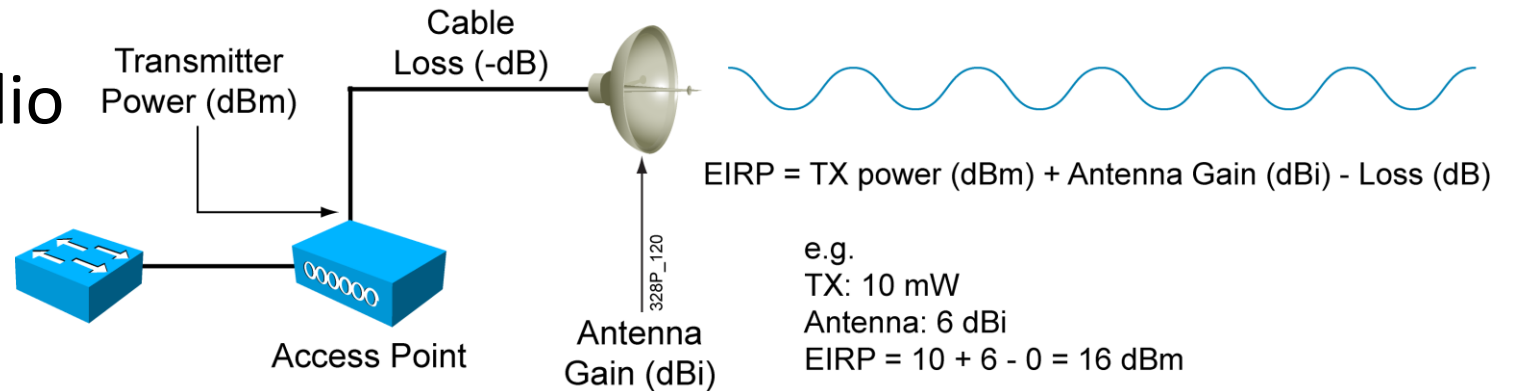 dio
Transmitter
Power (dBm)
Cable
Loss (-dB)
EIRP = TX power (dBm) + Antenna Gain (dBi) - Loss (dB)
328P_120
Access Point
Antenna
Gain (dBi)
e.g.
TX: 10 mW
Antenna: 6 dBi
EIRP = 10 + 6 - 0 = 16 dBm